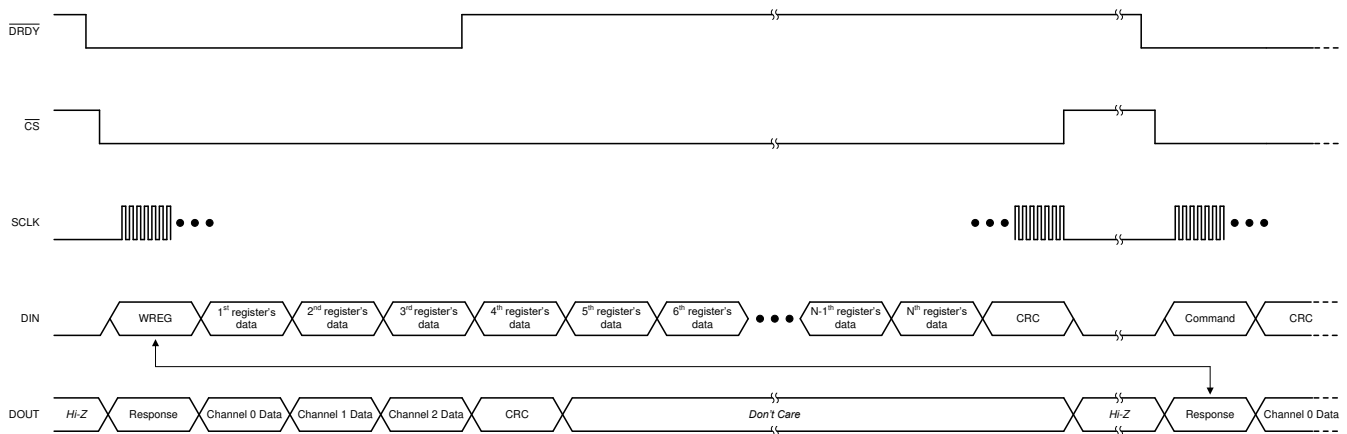 DRDY
CS
SCLK
DIN
WREG
1st register's
data
2nd register's
data
3rd register's
data
4th register's
data
5th register's
data
6th register's
data
N-1th register's
data
Nth register's
data
CRC
Command
CRC
DOUT
Hi-Z
Response
Channel 0 Data
Channel 1 Data
Channel 2 Data
CRC
Don't Care
Hi-Z
Response
Channel 0 Data